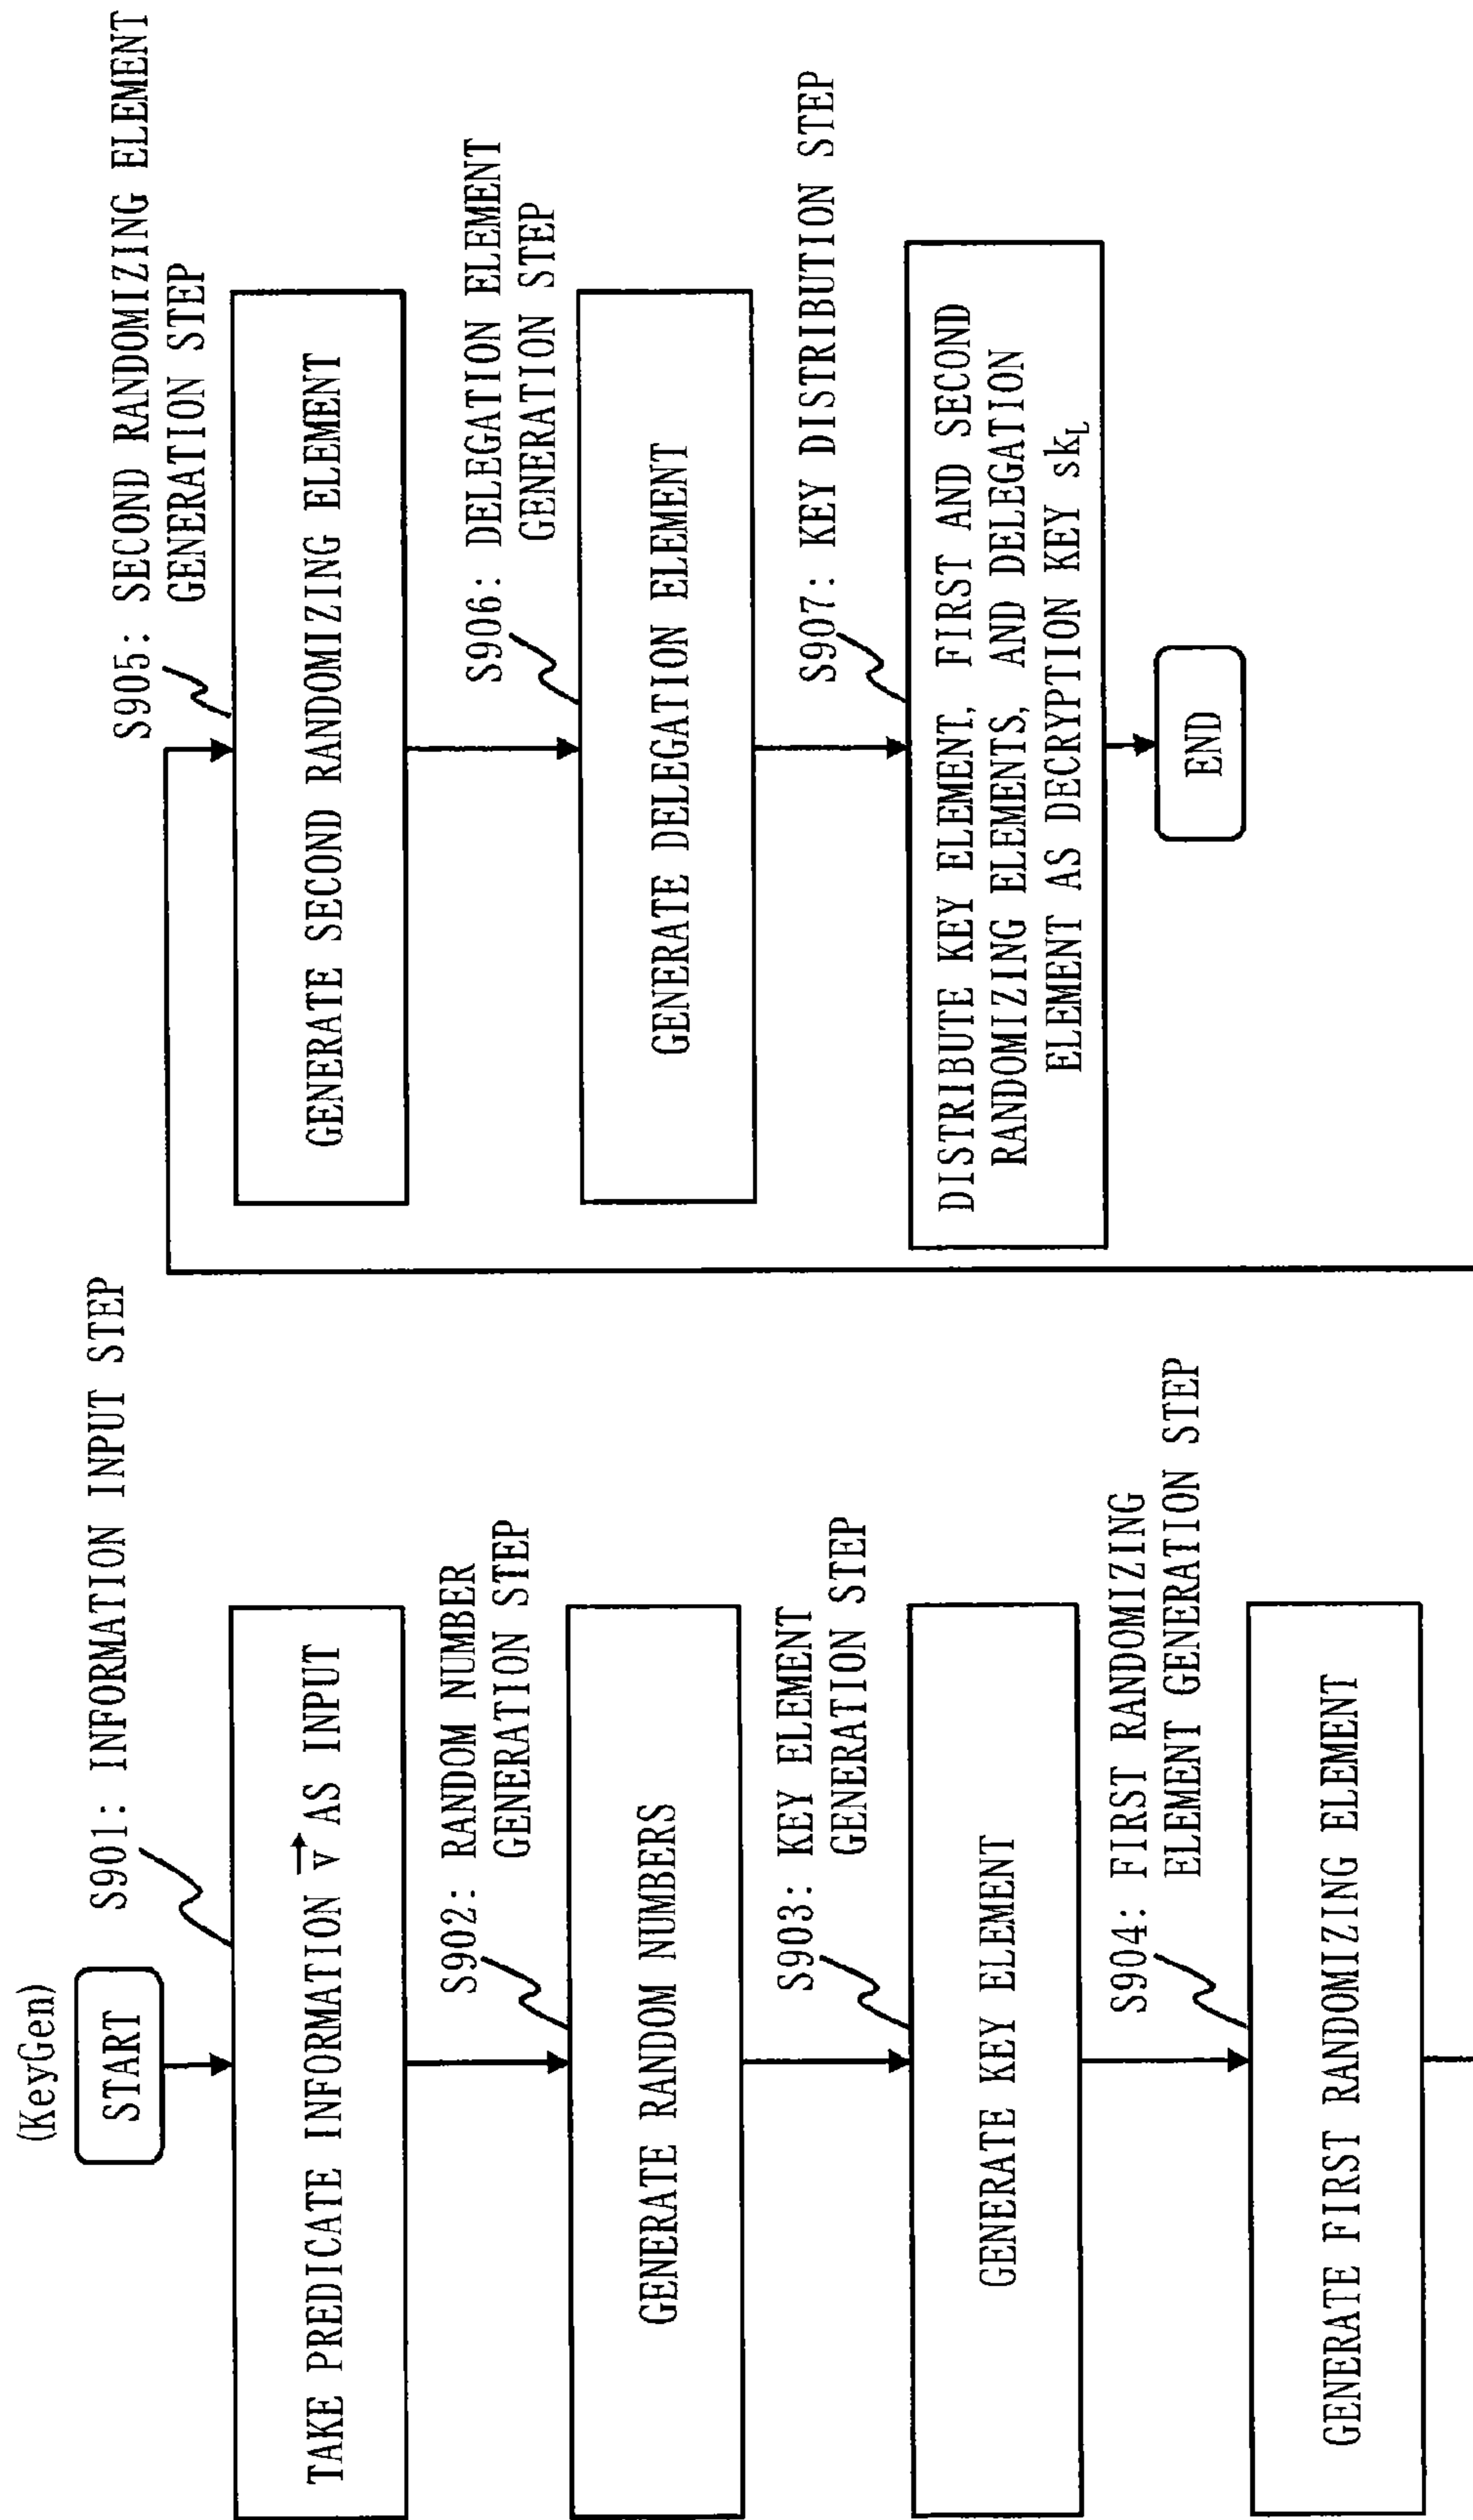 (KeyGen)
START
S901: INFORMATION INPUT STEP
TAKE PREDICATE INFORMATION v⃗ AS INPUT
S902: RANDOM NUMBER
GENERATION STEP
GENERATE RANDOM NUMBERS
S903: KEY ELEMENT
GENERATION STEP
GENERATE KEY ELEMENT
S904: FIRST RANDOMIZING
ELEMENT GENERATION STEP
GENERATE FIRST RANDOMIZING ELEMENT
S905: SECOND RANDOMIZING ELEMENT
GENERATION STEP
GENERATE SECOND RANDOMIZING ELEMENT
S906: DELEGATION ELEMENT
GENERATION STEP
GENERATE DELEGATION ELEMENT
S907: KEY DISTRIBUTION STEP
DISTRIBUTE KEY ELEMENT, FIRST AND SECOND
RANDOMIZING ELEMENTS, AND DELEGATION
ELEMENT AS DECRYPTION KEY sk_L
END